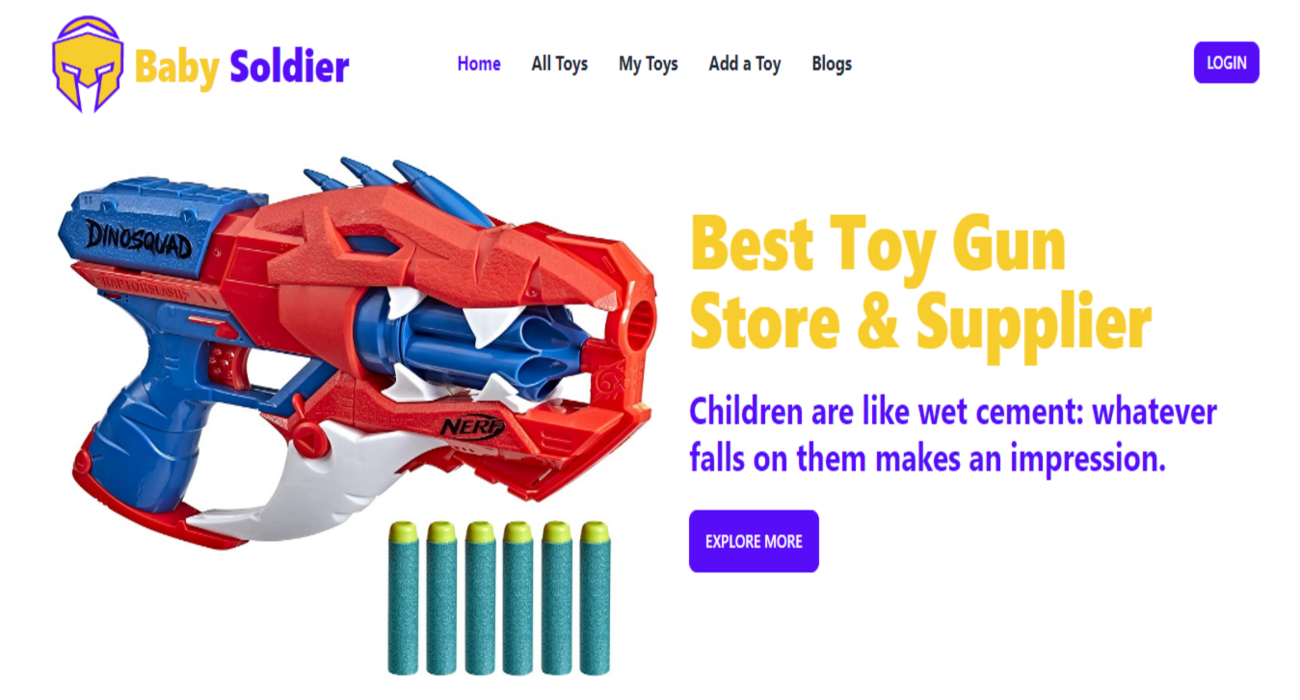 Baby Soldier
Home
All Toys
My Toys
Add a Toy
Blogs
LOGIN
DINOSQUAD
RAPTORSLASH
NERF
Best Toy Gun
Store & Supplier
Children are like wet cement: whatever
falls on them makes an impression.
EXPLORE MORE